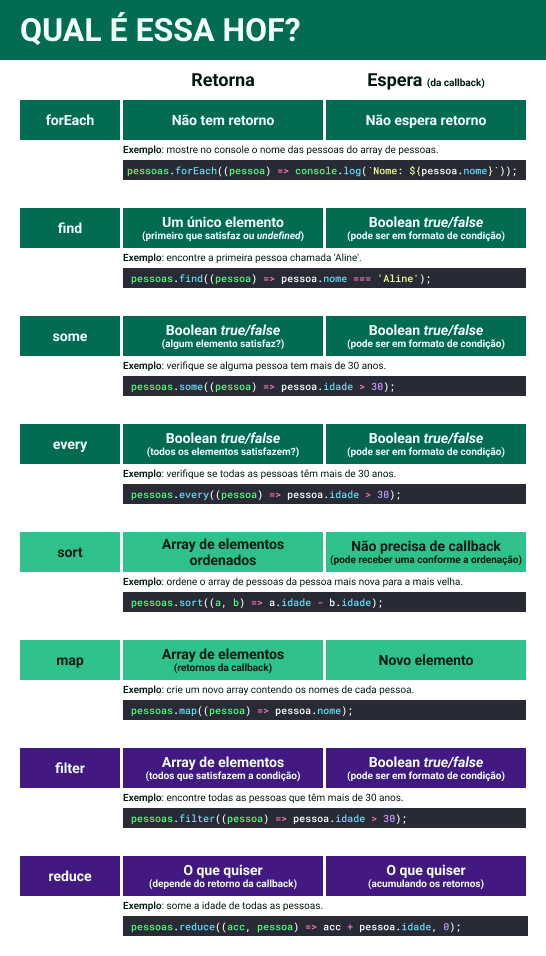 QUAL É ESSA HOF?
Retorna
Espera (da callback)
forEach
Não tem retorno
Não espera retorno
Exemplo: mostre no console o nome das pessoas do array de pessoas.
pessoas.forEach((pessoa) => console.log(`Nome: ${pessoa.nome}`));
find
Um único elemento
(primeiro que satisfaz ou undefined)
Boolean true/false
(pode ser em formato de condição)
Exemplo: encontre a primeira pessoa chamada 'Aline'.
pessoas.find((pessoa) => pessoa.nome === 'Aline');
some
Boolean true/false
(algum elemento satisfaz?)
Boolean true/false
(pode ser em formato de condição)
Exemplo: verifique se alguma pessoa tem mais de 30 anos.
pessoas.some((pessoa) => pessoa.idade > 30);
every
Boolean true/false
(todos os elementos satisfazem?)
Boolean true/false
(pode ser em formato de condição)
Exemplo: verifique se todas as pessoas têm mais de 30 anos.
pessoas.every((pessoa) => pessoa.idade > 30);
sort
Array de elementos
ordenados
Não precisa de callback
(pode receber uma conforme a ordenação)
Exemplo: ordene o array de pessoas da pessoa mais nova para a mais velha.
pessoas.sort((a, b) => a.idade - b.idade);
map
Array de elementos
(retornos da callback)
Novo elemento
Exemplo: crie um novo array contendo os nomes de cada pessoa.
pessoas.map((pessoa) => pessoa.nome);
filter
Array de elementos
(todos que satisfazem a condição)
Boolean true/false
(pode ser em formato de condição)
Exemplo: encontre todas as pessoas que têm mais de 30 anos.
pessoas.filter((pessoa) => pessoa.idade > 30);
reduce
O que quiser
(depende do retorno da callback)
O que quiser
(acumulando os retornos)
Exemplo: some a idade de todas as pessoas.
pessoas.reduce((acc, pessoa) => acc + pessoa.idade, 0);